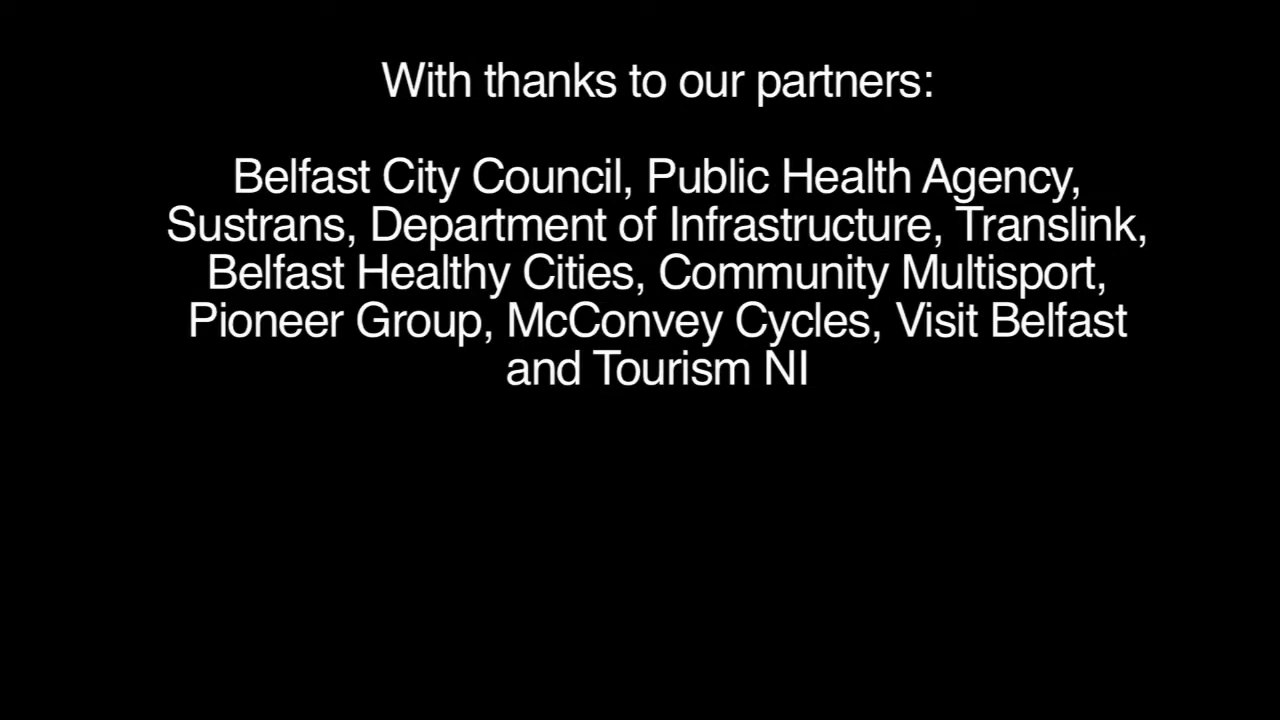 With thanks to our partners:
Belfast City Council, Public Health Agency,
Sustrans, Department of Infrastructure, Translink,
Belfast Healthy Cities, Community Multisport,
Pioneer Group, McConvey Cycles, Visit Belfast
and Tourism NI